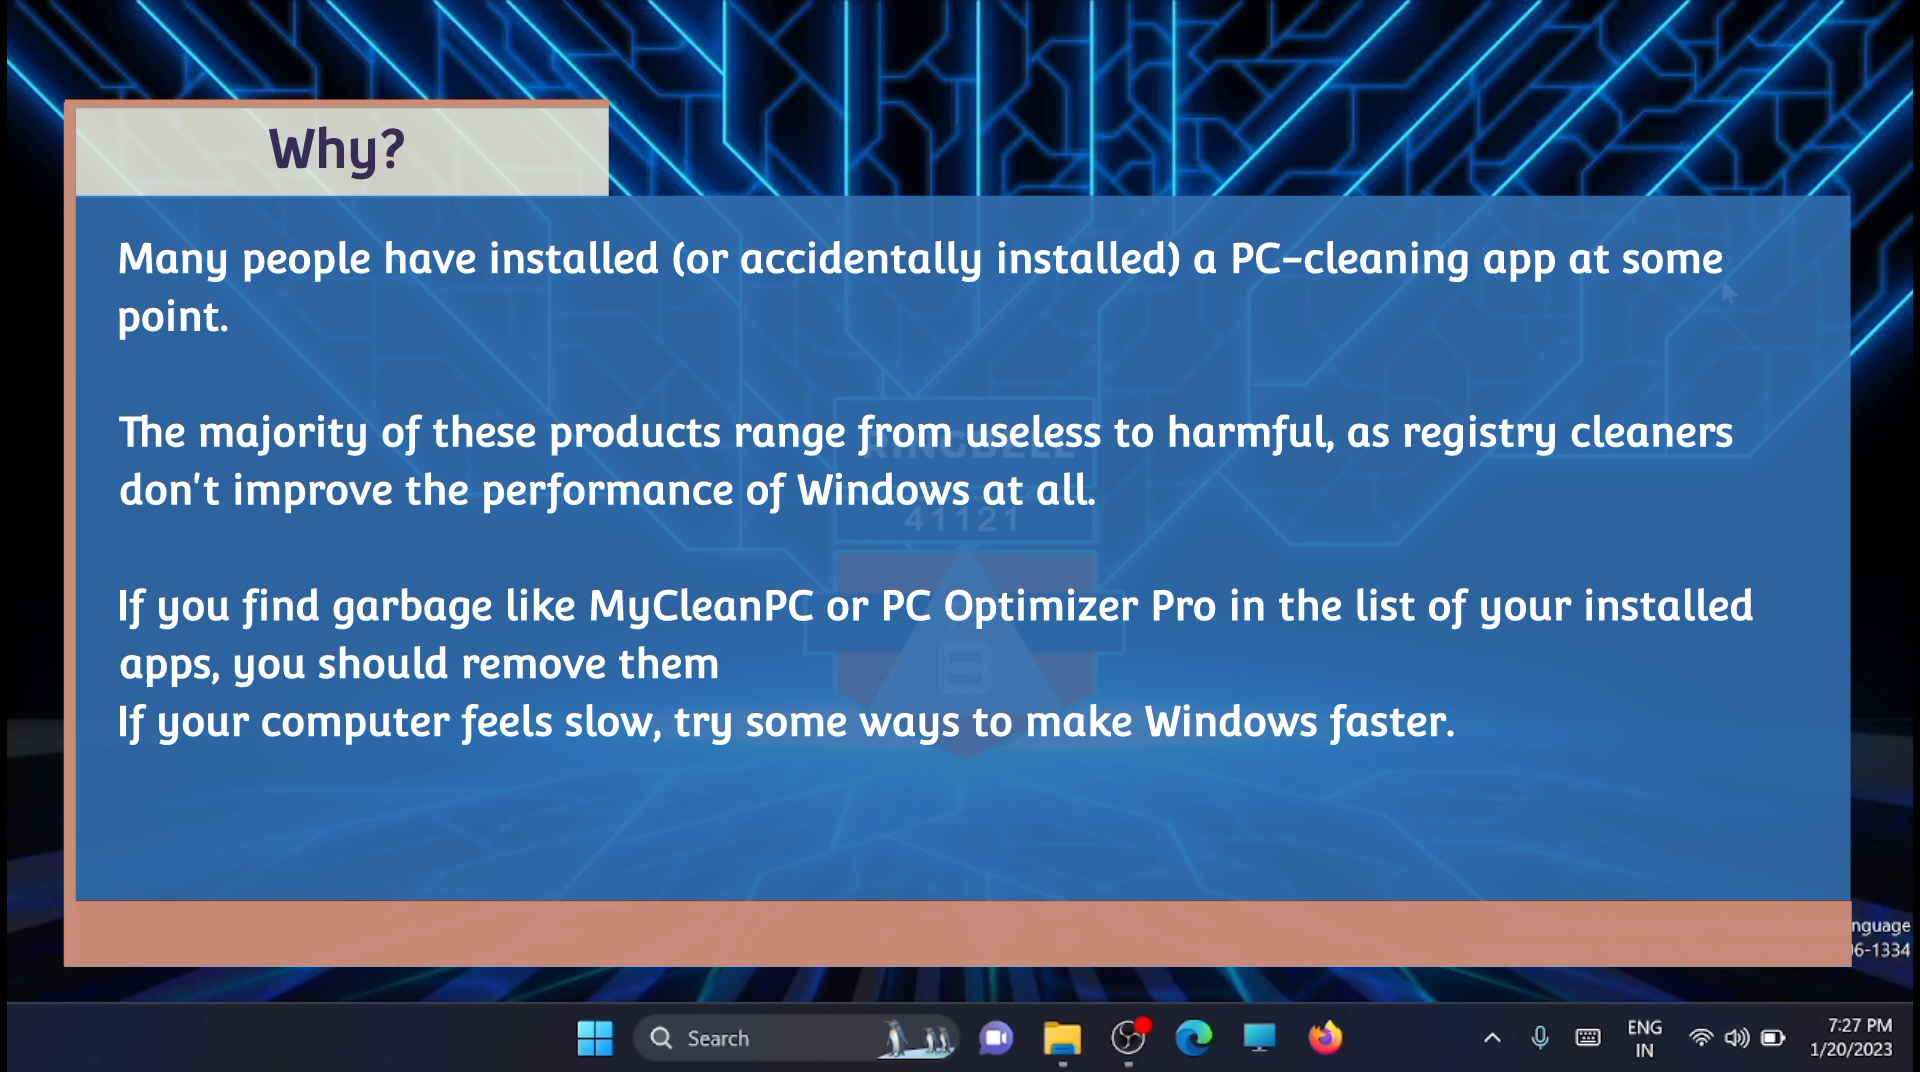 Why?
Many people have installed (or accidentally installed) a PC-cleaning app at some
point.
The majority of these products range from useless to harmful, as registry cleaners
don't improve the performance of Windows at all.
If you find garbage like MyCleanPC or PC Optimizer Pro in the list of your installed
apps, you should remove them
If your computer feels slow, try some ways to make Windows faster.
RINGBELL
41121
B
nguage
06-1334
Search
ENG
IN
7:27 PM
1/20/2023